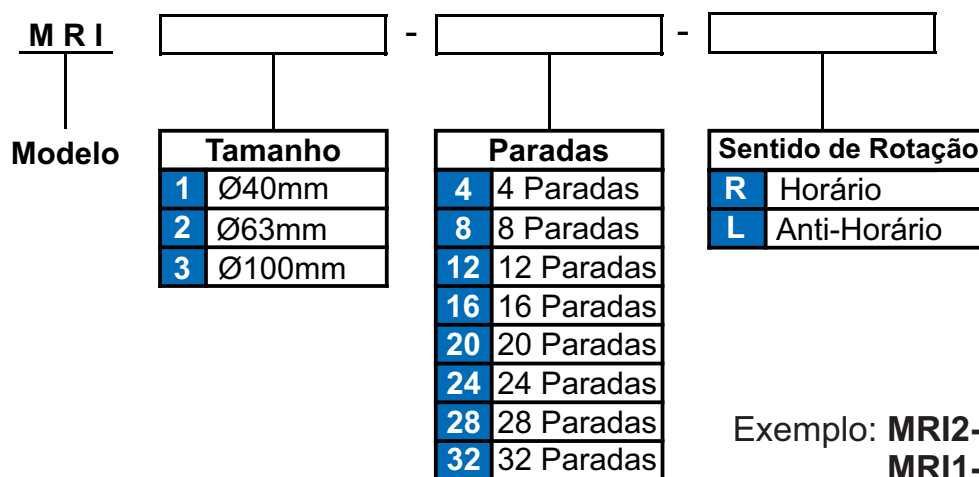 M R I - -
Modelo
Tamanho
1 Ø40mm
2 Ø63mm
3 Ø100mm
Paradas
4 4 Paradas
8 8 Paradas
12 12 Paradas
16 16 Paradas
20 20 Paradas
24 24 Paradas
28 28 Paradas
32 32 Paradas
Sentido de Rotação
R Horário
L Anti-Horário
Exemplo: MRI2-
MRI1-